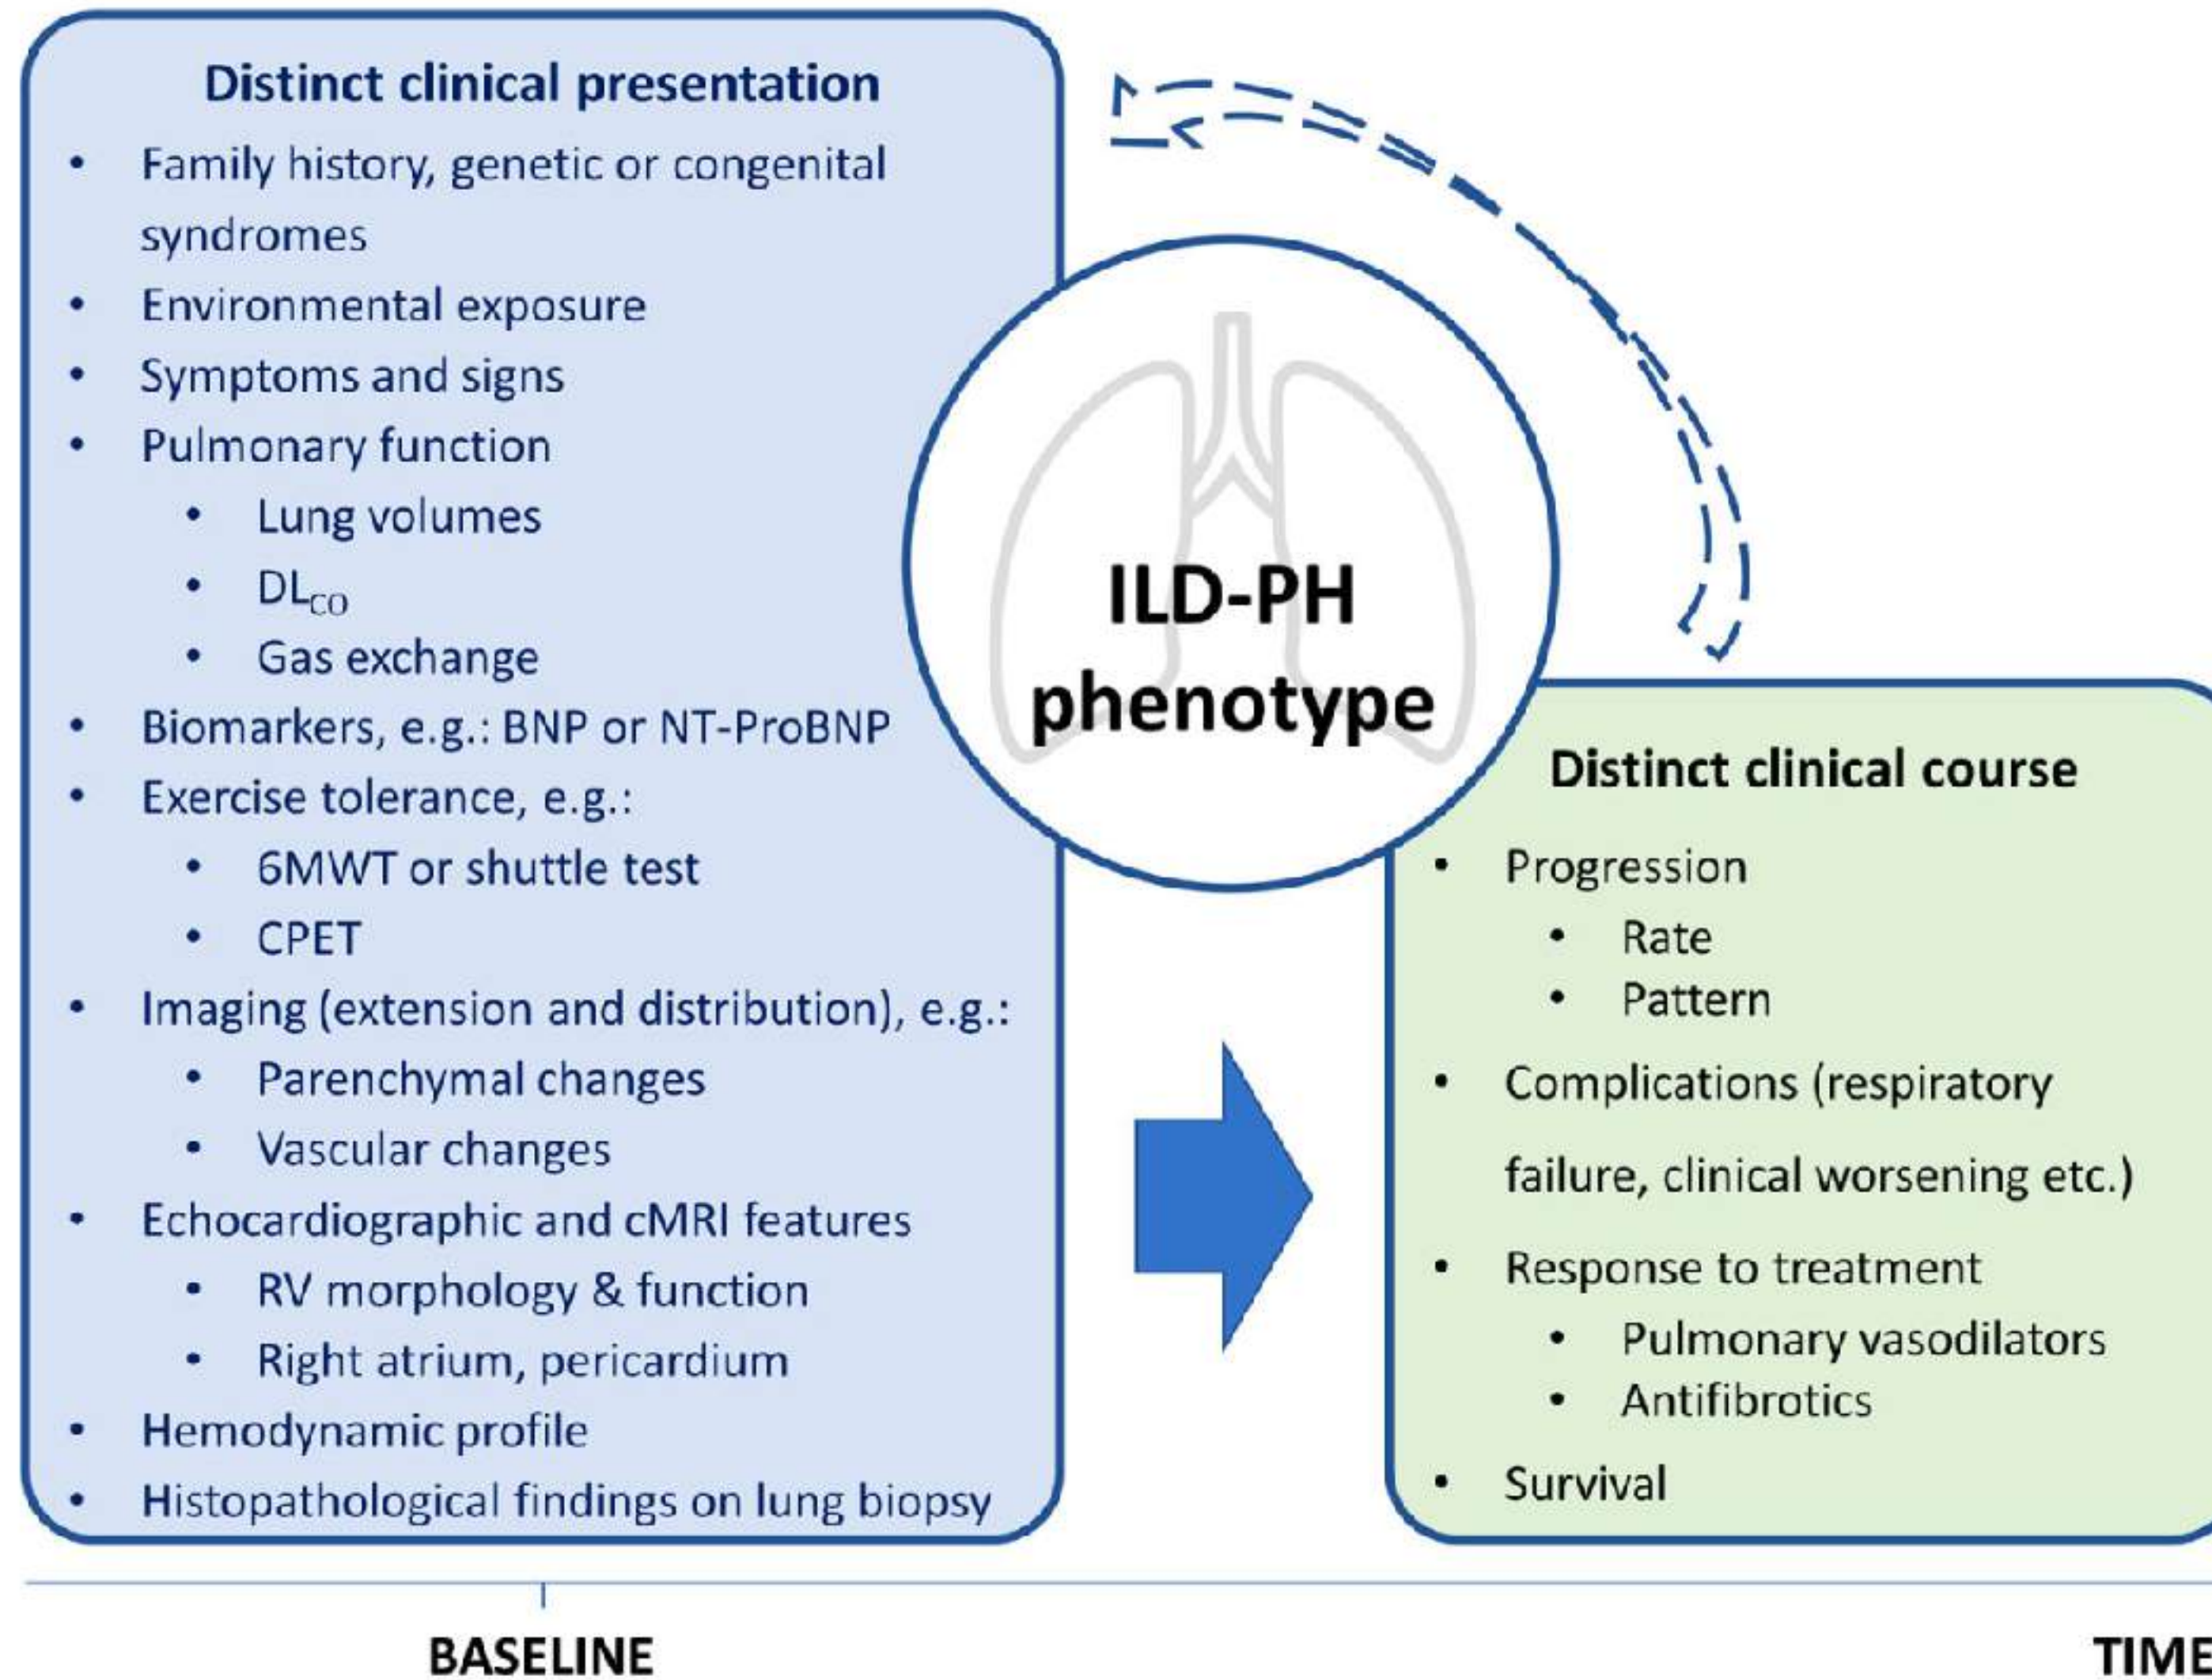 Distinct clinical presentation
• Family history, genetic or congenital
syndromes
• Environmental exposure
• Symptoms and signs
• Pulmonary function
• Lung volumes
• DLCO
• Gas exchange
• Biomarkers, e.g.: BNP or NT-ProBNP
• Exercise tolerance, e.g.:
• 6MWT or shuttle test
• CPET
• Imaging (extension and distribution), e.g.:
• Parenchymal changes
• Vascular changes
• Echocardiographic and cMRI features
• RV morphology & function
• Right atrium, pericardium
• Hemodynamic profile
• Histopathological findings on lung biopsy
ILD-PH
phenotype
Distinct clinical course
• Progression
• Rate
• Pattern
• Complications (respiratory
failure, clinical worsening etc.)
• Response to treatment
• Pulmonary vasodilators
• Antifibrotics
• Survival
BASELINE
TIME